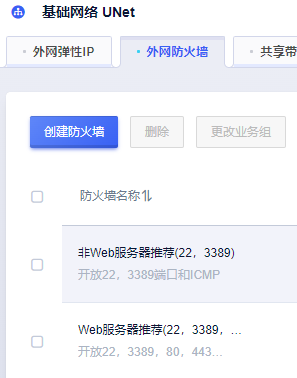 基础网络 UNet
外网弹性IP
外网防火墙
共享带
创建防火墙
删除
更改业务组
防火墙名称
非Web服务器推荐(22，3389)
开放22，3389端口和ICMP
Web服务器推荐(22，3389，...
开放22，3389，80，443...